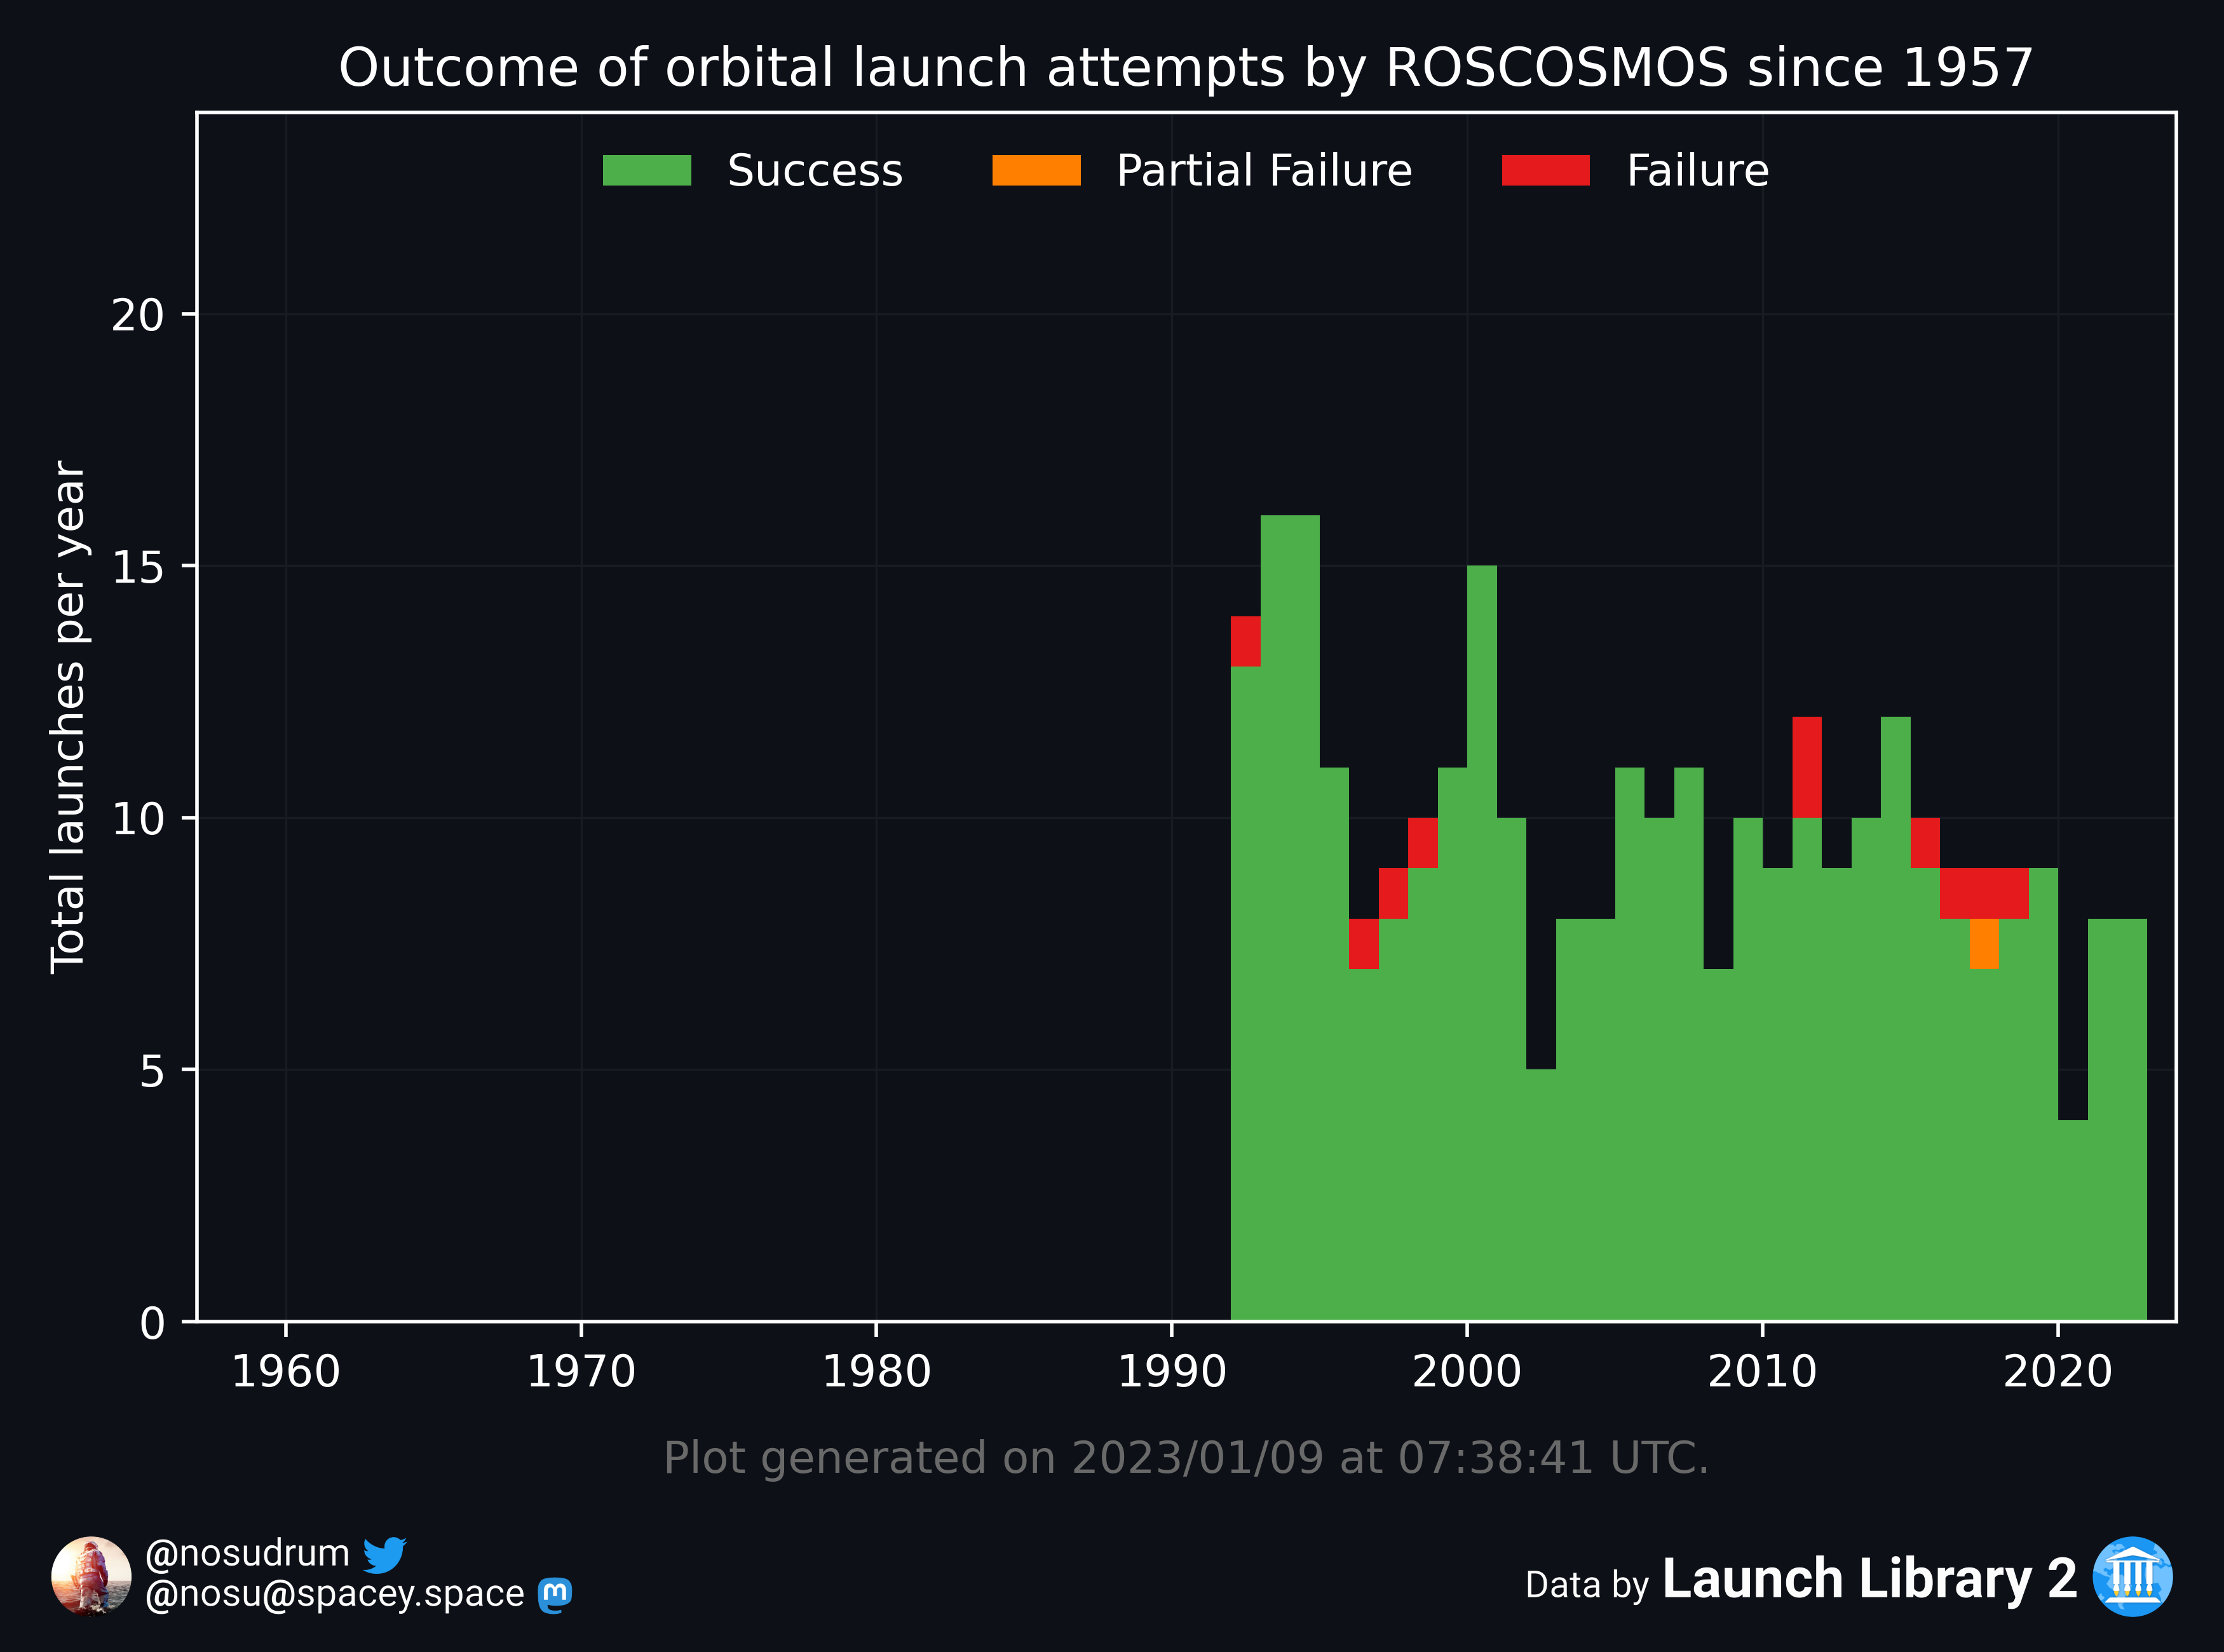 Outcome of orbital launch attempts by ROSCOSMOS since 1957
Success Partial Failure Failure
Total launches per year
20
15
10
5
0
1960 1970 1980 1990 2000 2010 2020
Plot generated on 2023/01/09 at 07:38:41 UTC.
@nosudrum
@nosu@spacey.space
Data by Launch Library 2